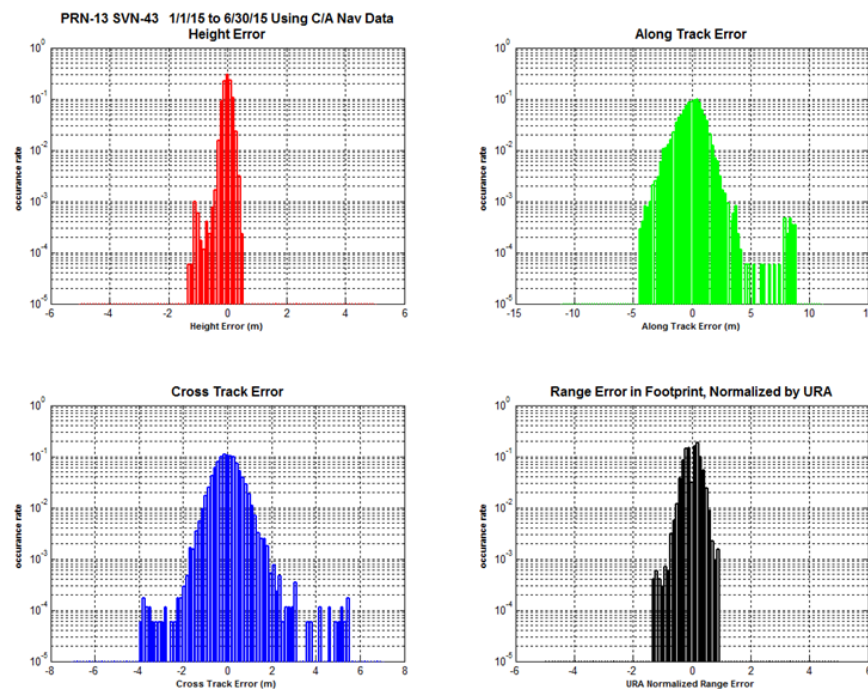 PRN-13 SVN-43 1/1/15 to 6/30/15 Using C/A Nav Data
Height Error
10^0
10^-1
10^-2
10^-3
10^-4
10^-5
occurance rate
-6 -4 -2 0 2 4 6
Height Error (m)
Along Track Error
10^0
10^-1
10^-2
10^-3
10^-4
10^-5
occurance rate
-15 -10 -5 0 5 10 15
Along Track Error (m)
Cross Track Error
10^0
10^-1
10^-2
10^-3
10^-4
10^-5
occurance rate
-8 -6 -4 -2 0 2 4 6 8
Cross Track Error (m)
Range Error in Footprint, Normalized by URA
10^0
10^-1
10^-2
10^-3
10^-4
10^-5
occurance rate
-6 -4 -2 0 2 4 6
URA Normalized Range Error